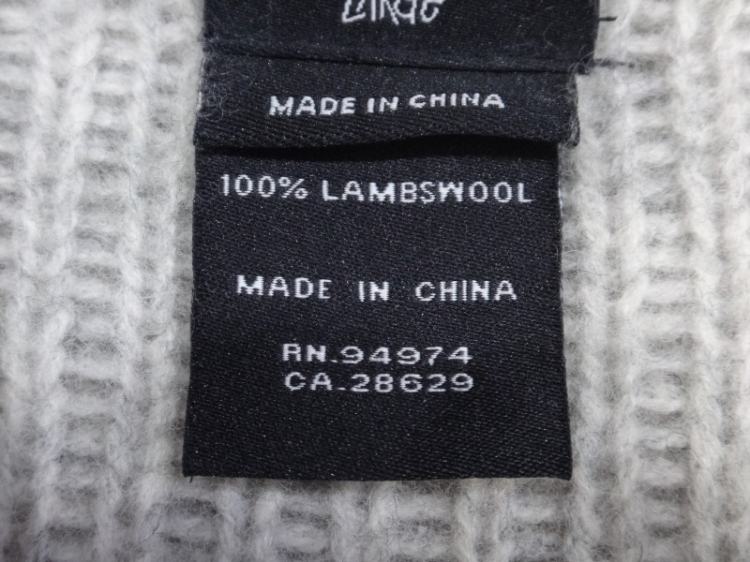 MADE IN CHINA
100% LAMBSWOOL
MADE IN CHINA
RN.94974
CA.28629